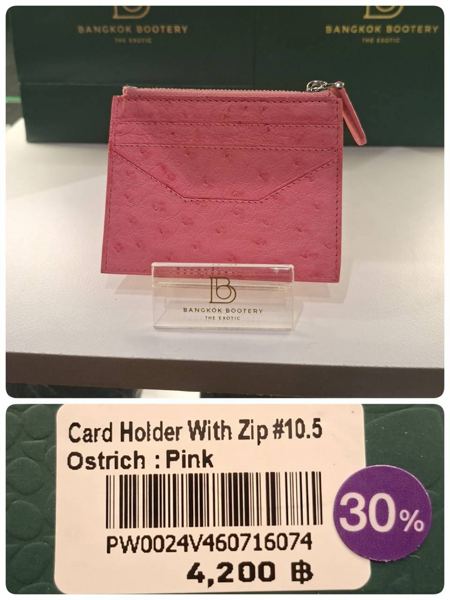 BANGKOK BOOTERY
THE EXOTIC
BANGKOK BOOTERY
THE EXOTIC
B
BANGKOK BOOTERY
THE EXOTIC
Card Holder With Zip #10.5
Ostrich : Pink
PW0024V460716074
4,200 ฿
30%